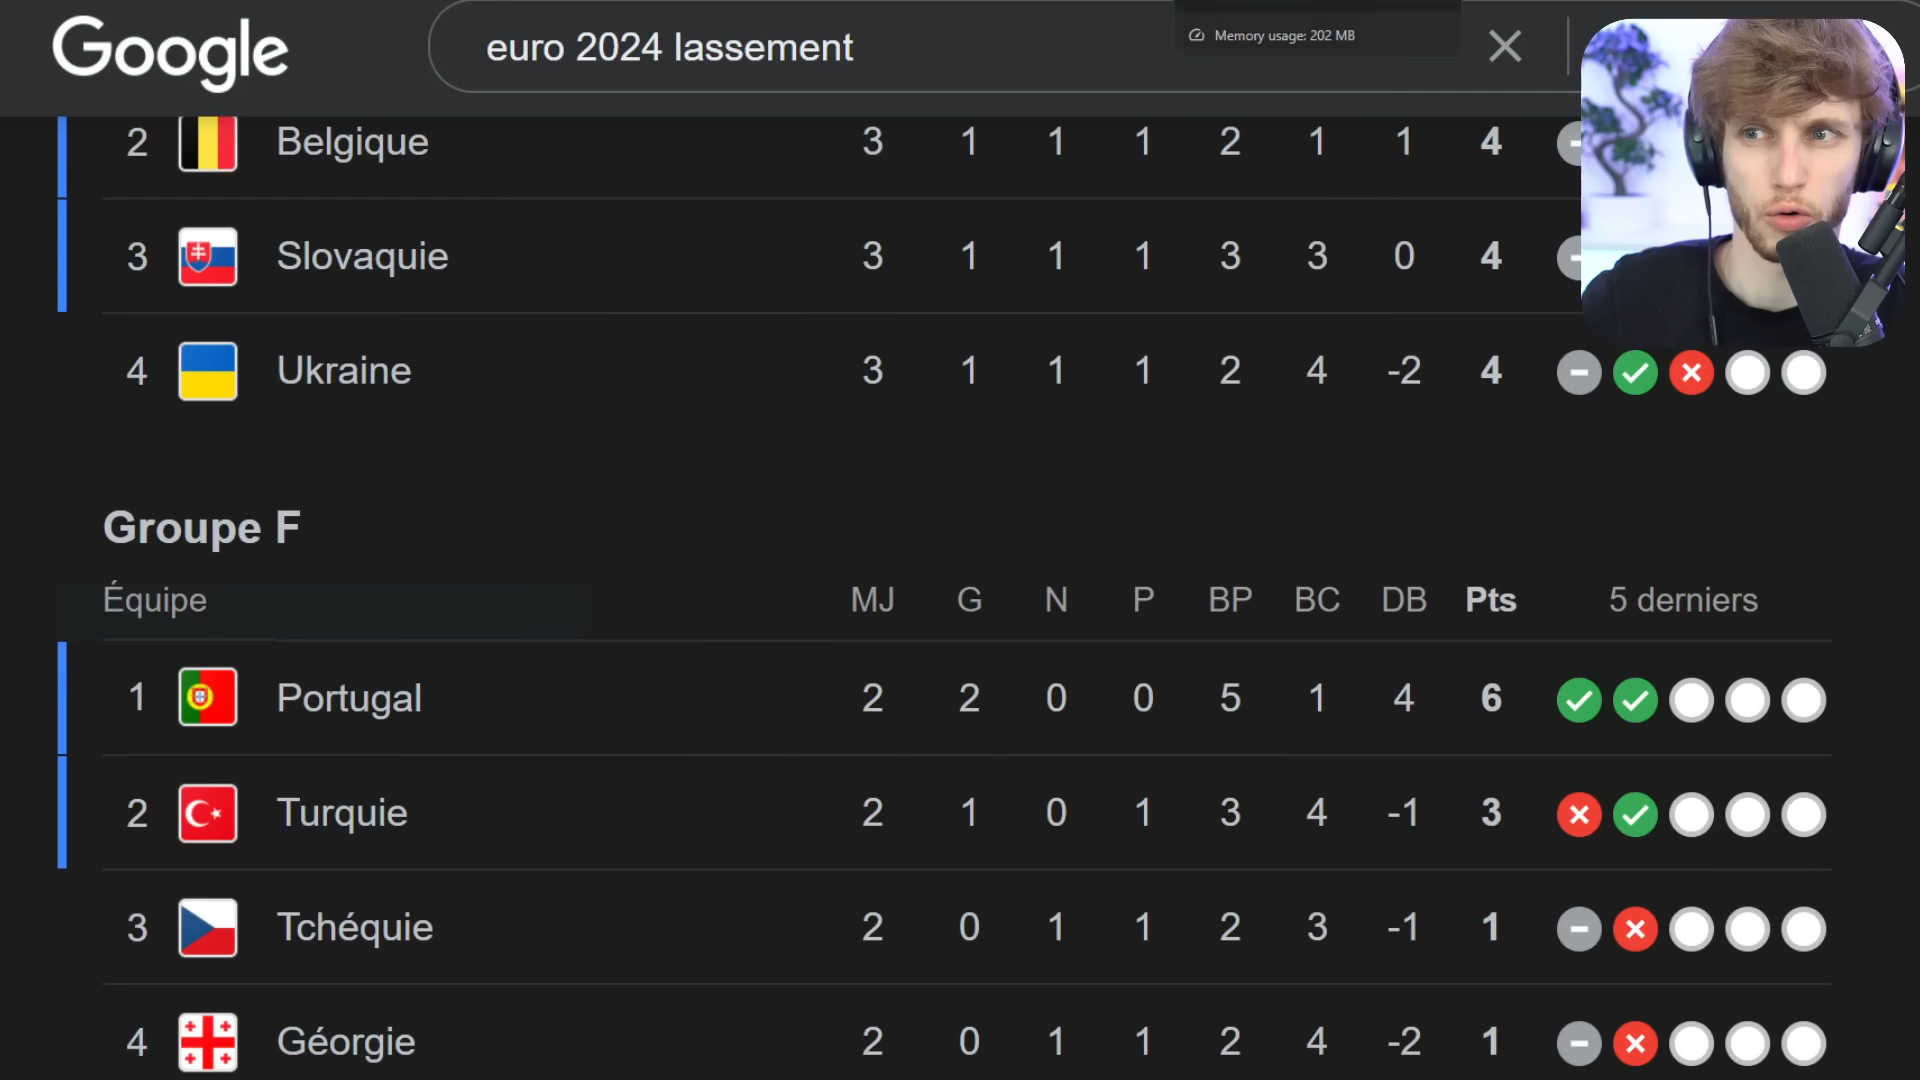 Google
euro 2024 lassement
Memory usage: 202 MB
2 Belgique 3 1 1 1 2 1 1 4
3 Slovaquie 3 1 1 1 3 3 0 4
4 Ukraine 3 1 1 1 2 4 -2 4
Groupe F
Équipe MJ G N P BP BC DB Pts 5 derniers
1 Portugal 2 2 0 0 5 1 4 6
2 Turquie 2 1 0 1 3 4 -1 3
3 Tchéquie 2 0 1 1 2 3 -1 1
4 Géorgie 2 0 1 1 2 4 -2 1